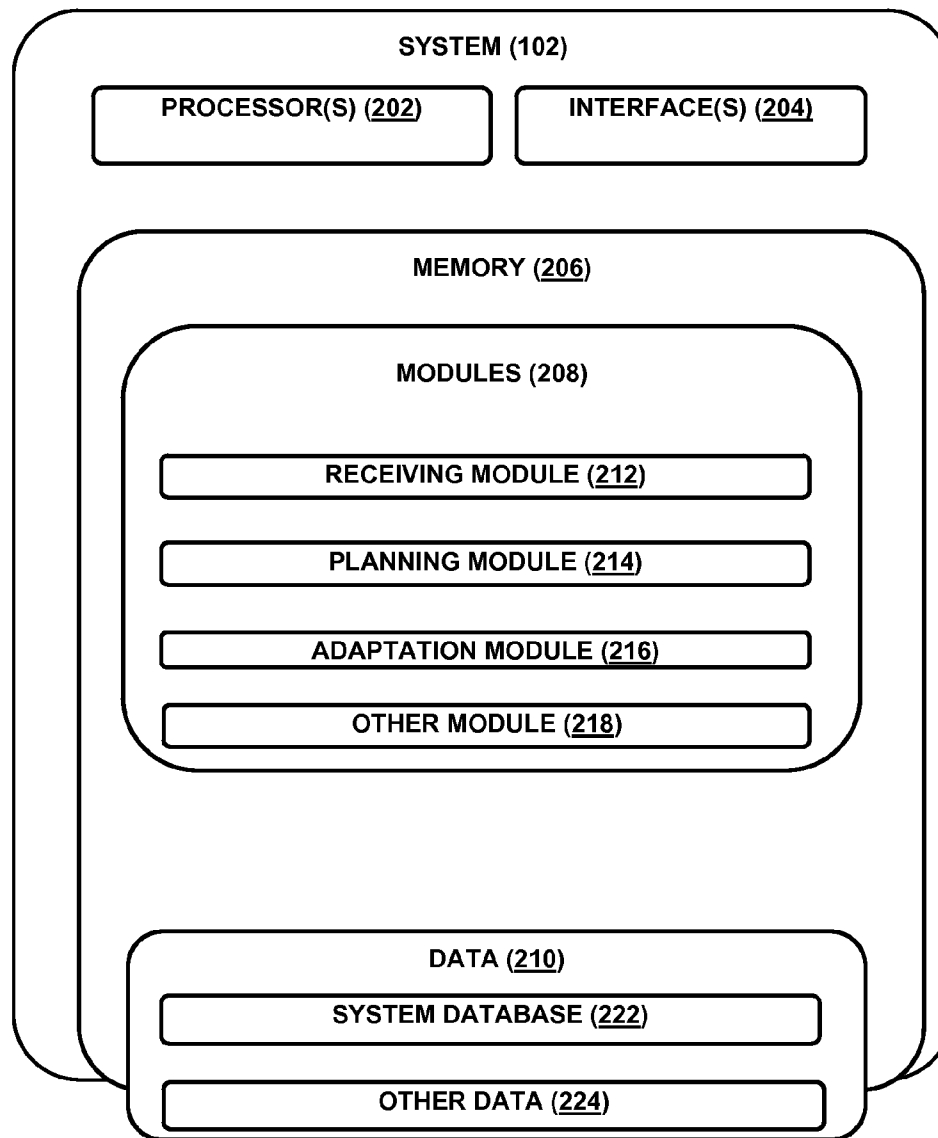 SYSTEM (102)
PROCESSOR(S) (202)
INTERFACE(S) (204)
MEMORY (206)
MODULES (208)
RECEIVING MODULE (212)
PLANNING MODULE (214)
ADAPTATION MODULE (216)
OTHER MODULE (218)
DATA (210)
SYSTEM DATABASE (222)
OTHER DATA (224)